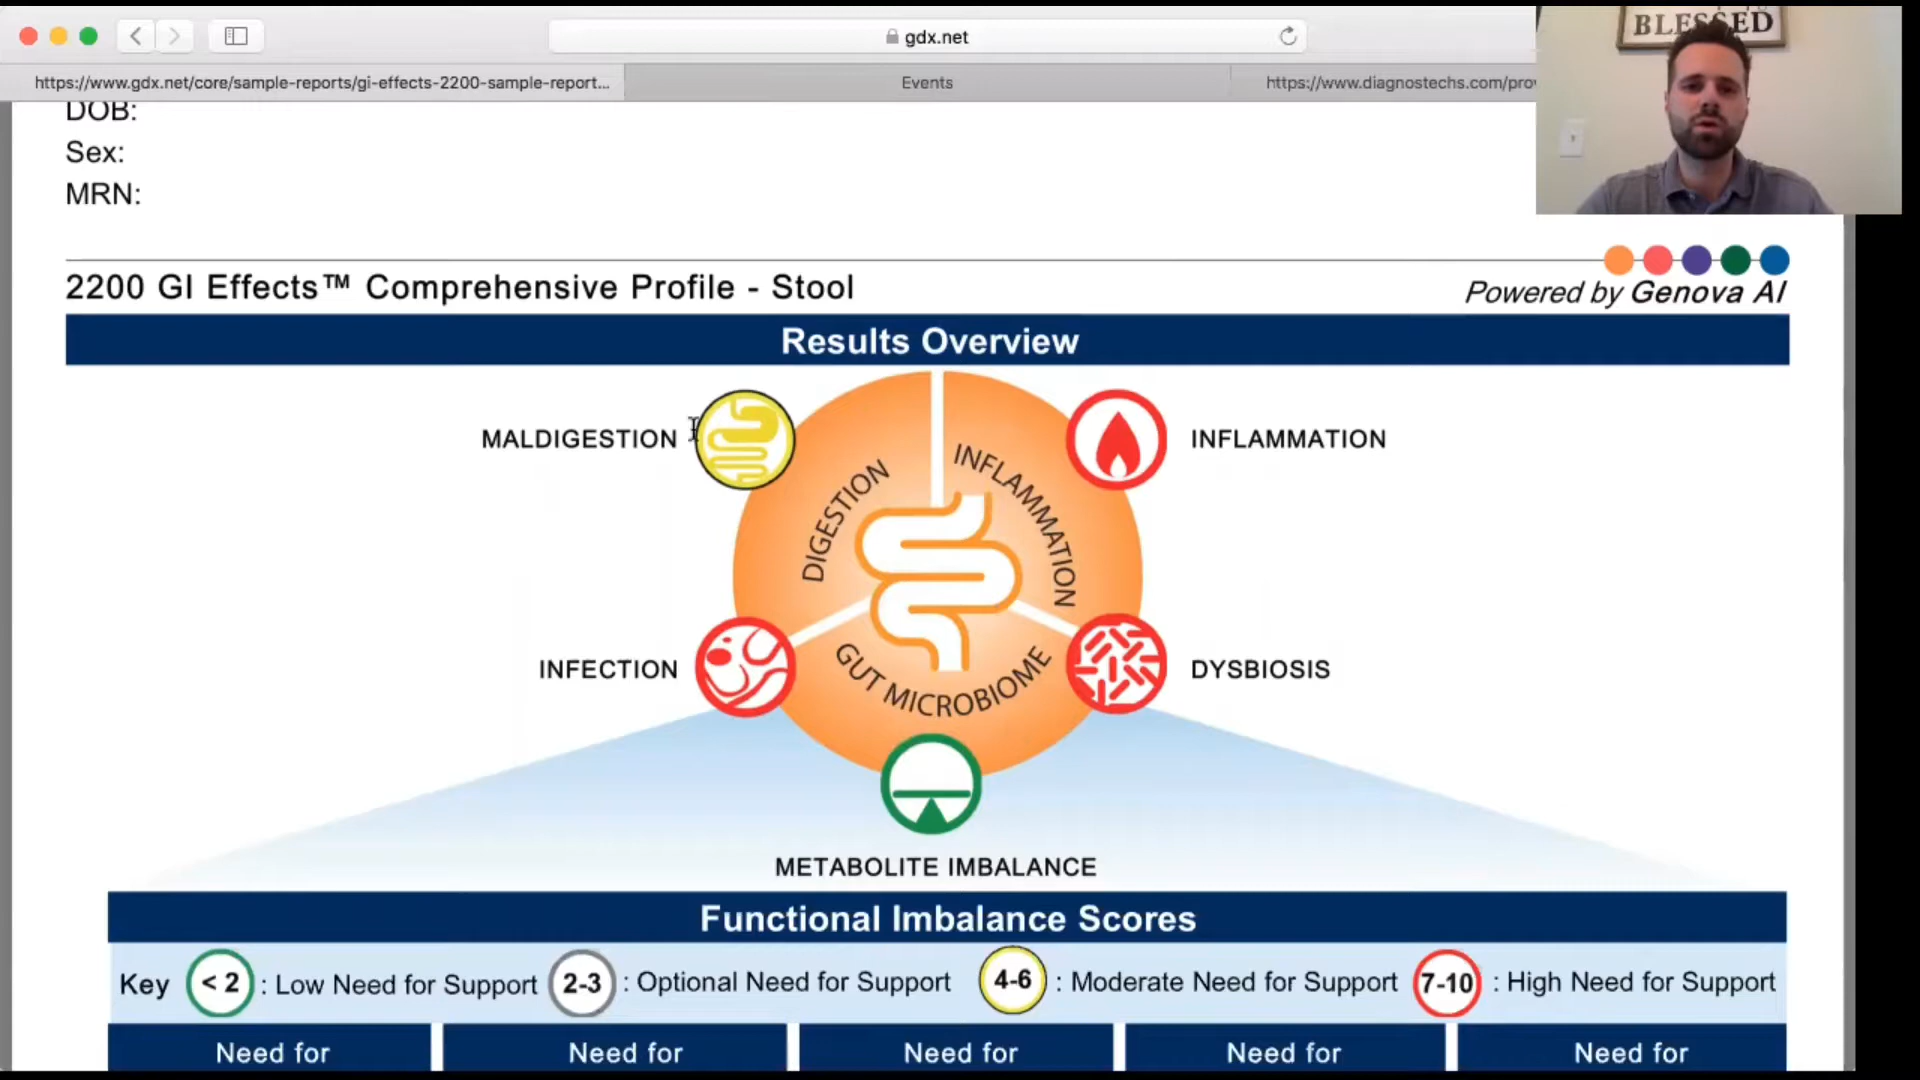 BLESSED
gdx.net
https://www.gdx.net/core/sample-reports/gi-effects-2200-sample-report...
Events
https://www.diagnostechs.com/pro
DOB:
Sex:
MRN:
2200 GI Effects™ Comprehensive Profile - Stool
Powered by Genova AI
Results Overview
MALDIGESTION
INFLAMMATION
DIGESTION
INFLAMMATION
GUT MICROBIOME
INFECTION
DYSBIOSIS
METABOLITE IMBALANCE
Functional Imbalance Scores
Key < 2 : Low Need for Support 2-3 : Optional Need for Support 4-6 : Moderate Need for Support 7-10 : High Need for Support
Need for Need for Need for Need for Need for